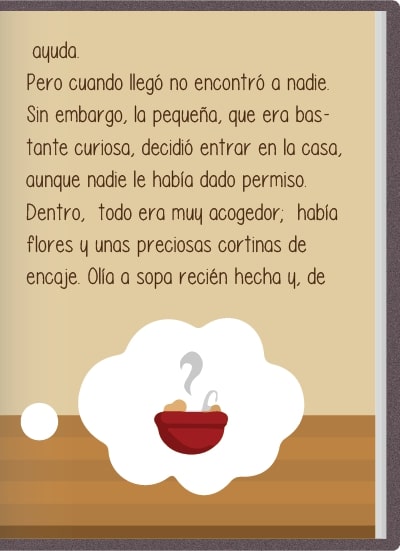 ayuda.
Pero cuando llegó no encontró a nadie.
Sin embargo, la pequeña, que era bas-
tante curiosa, decidió entrar en la casa,
aunque nadie le había dado permiso.
Dentro, todo era muy acogedor; había
flores y unas preciosas cortinas de
encaje. Olía a sopa recién hecha y, de